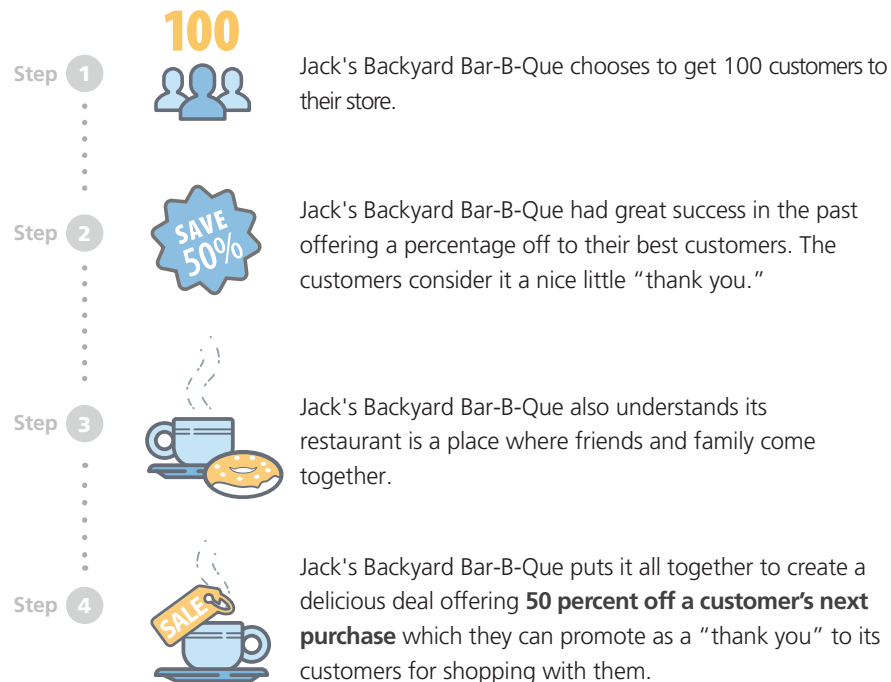 100
Step 1
Jack's Backyard Bar-B-Que chooses to get 100 customers to
their store.
Step 2
SAVE
50%
Jack's Backyard Bar-B-Que had great success in the past
offering a percentage off to their best customers. The
customers consider it a nice little “thank you.”
Step 3
Jack's Backyard Bar-B-Que also understands its
restaurant is a place where friends and family come
together.
Step 4
SALE
Jack's Backyard Bar-B-Que puts it all together to create a
delicious deal offering 50 percent off a customer’s next
purchase which they can promote as a “thank you” to its
customers for shopping with them.